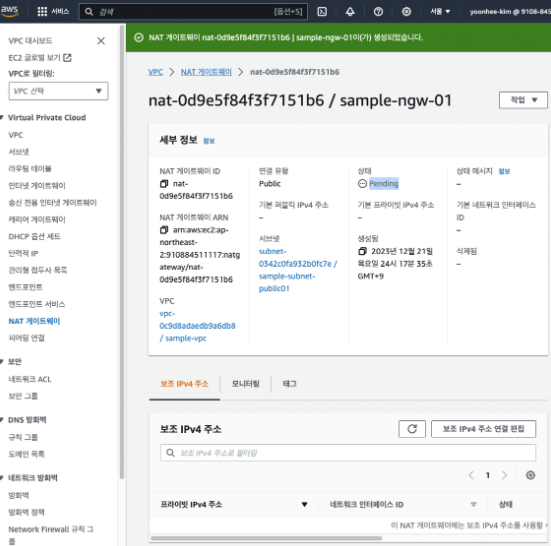 aws
서비스
검색
[옵션+S]
서울 ▼
yoonhee-kim @ 9108-845
VPC 대시보드
EC2 글로벌 보기
VPC로 필터링:
VPC 선택
Virtual Private Cloud
VPC
서브넷
라우팅 테이블
인터넷 게이트웨이
송신 전용 인터넷 게이트웨이
캐리어 게이트웨이
DHCP 옵션 세트
탄력적 IP
관리형 접두사 목록
엔드포인트
엔드포인트 서비스
NAT 게이트웨이
피어링 연결
보안
네트워크 ACL
보안 그룹
DNS 방화벽
규칙 그룹
도메인 목록
네트워크 방화벽
방화벽
방화벽 정책
Network Firewall 규칙 그
룹
NAT 게이트웨이 nat-0d9e5f84f3f7151b6 | sample-ngw-01이(가) 생성되었습니다.
VPC > NAT 게이트웨이 > nat-0d9e5f84f3f7151b6
nat-0d9e5f84f3f7151b6 / sample-ngw-01
작업 ▼
세부 정보 정보
NAT 게이트웨이 ID
nat-
0d9e5f84f3f7151b6
NAT 게이트웨이 ARN
arn:aws:ec2:ap-
northeast-
2:910884511117:natg
ateway/nat-
0d9e5f84f3f7151b6
VPC
vpc-
0c9d8adaedb9a6db8
/ sample-vpc
연결 유형
Public
기본 퍼블릭 IPv4 주소
–
서브넷
subnet-
0342c0fa932b0fc7e /
sample-subnet-
public01
상태
Pending
기본 프라이빗 IPv4 주소
–
생성됨
2023년 12월 21일
목요일 24시 17분 35초
GMT+9
상태 메시지 정보
–
기본 네트워크 인터페이스
ID
–
삭제됨
–
보조 IPv4 주소
모니터링
태그
보조 IPv4 주소
보조 IPv4 주소 연결 편집
보조 IPv4 주소로 필터링
1
프라이빗 IPv4 주소
네트워크 인터페이스 ID
상태
이 NAT 게이트웨이에는 보조 IPv4 주소를 사용할